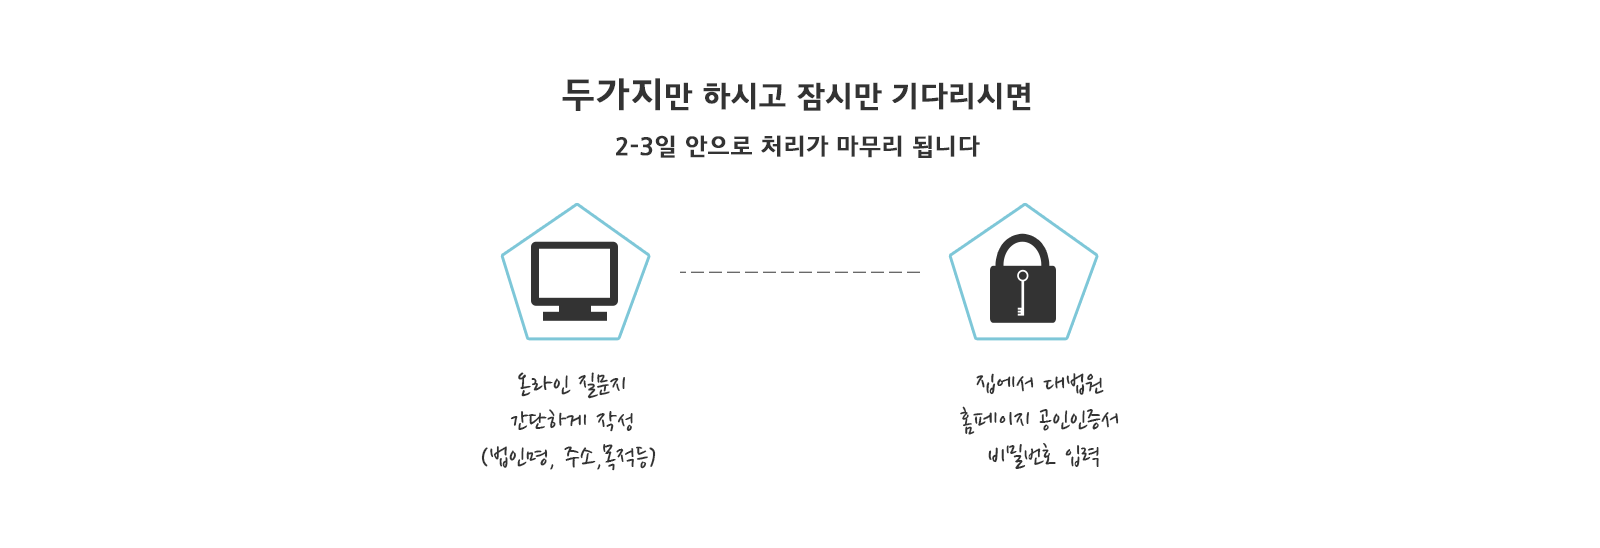 두가지만 하시고 잠시만 기다리시면
2-3일 안으로 처리가 마무리 됩니다
온라인 질문지
간단하게 작성
(법인명, 주소,목적등)
집에서 대법원
홈페이지 공인인증서
비밀번호 입력